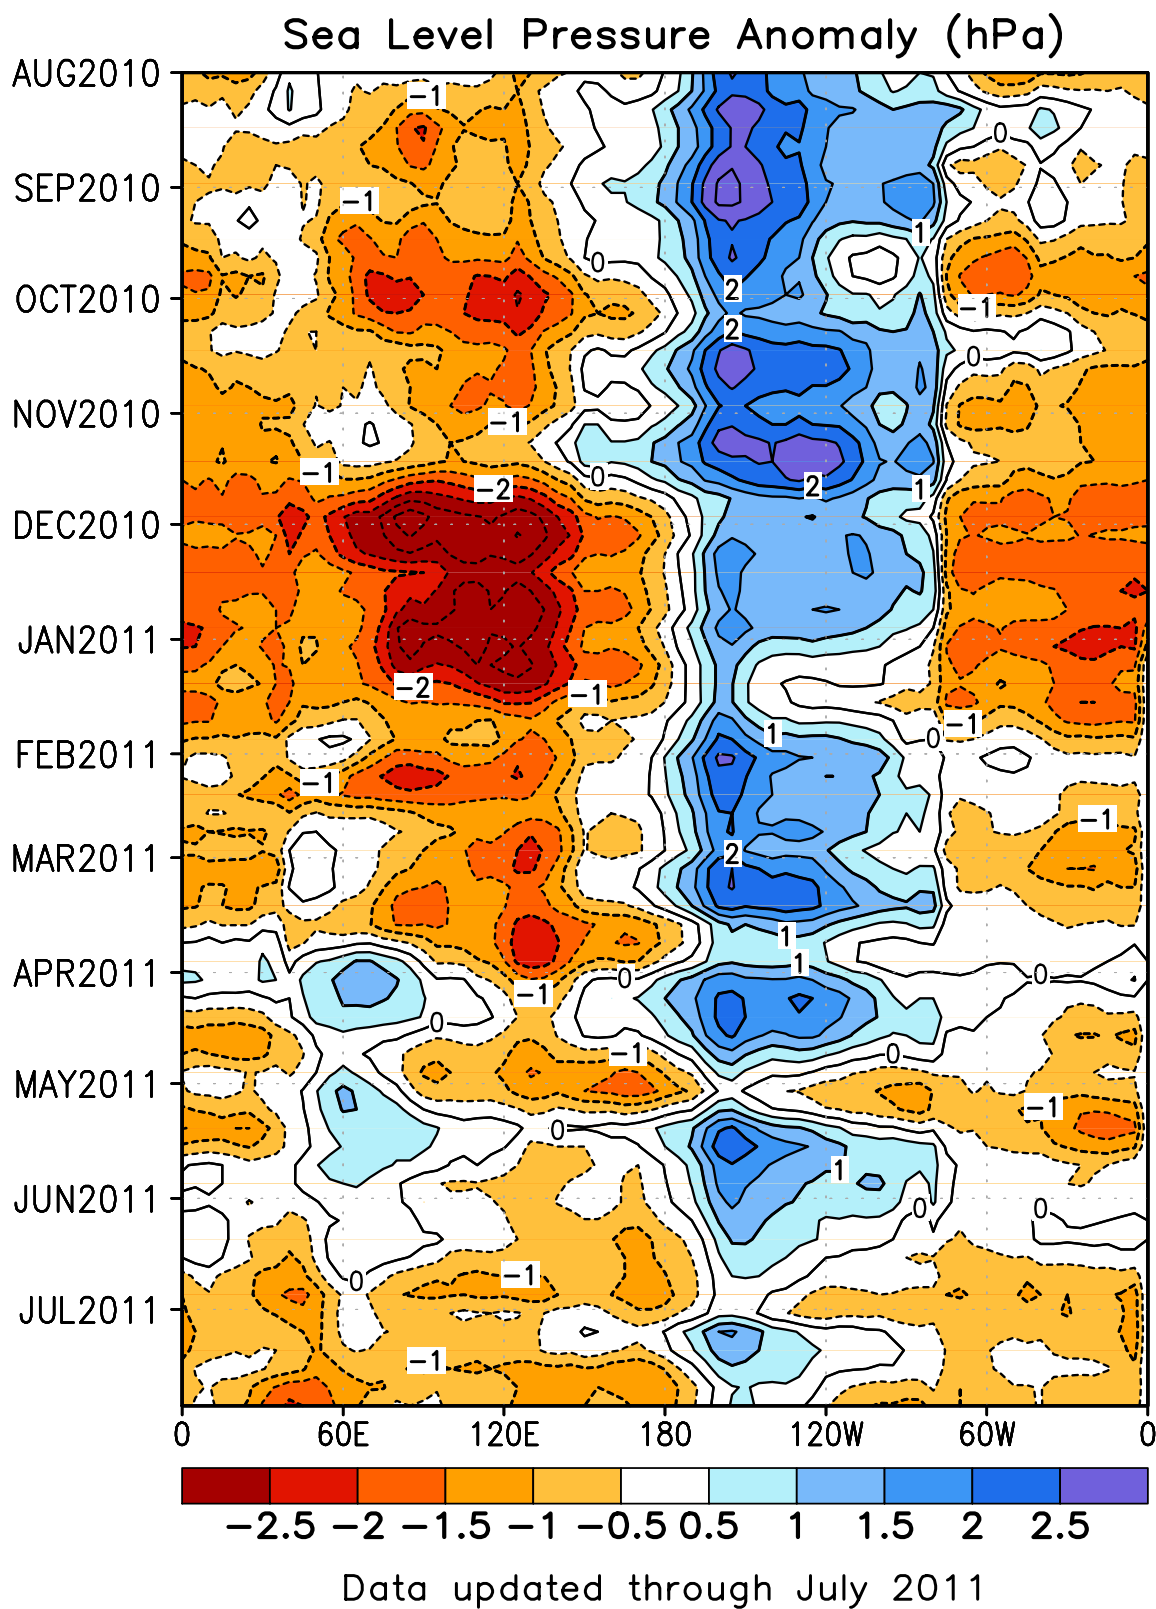 Sea Level Pressure Anomaly (hPa)
AUG2010
-1
0
SEP2010
-1
1
0
OCT2010
2
-1
2
0
NOV2010
-1
-1
0
-2
2
1
DEC2010
JAN2011
-2
-1
-1
1
0
FEB2011
-1
-1
MAR2011
2
1
1
APR2011
0
0
-1
0
-1
0
MAY2011
-1
0
1
JUN2011
0
0
-1
0
JUL2011
-1
0 60E 120E 180 120W 60W 0
-2.5 -2 -1.5 -1 -0.5 0.5 1 1.5 2 2.5
Data updated through July 2011